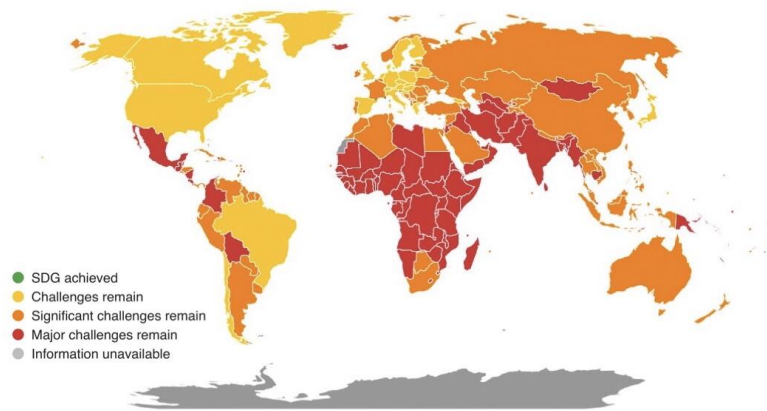 SDG achieved
Challenges remain
Significant challenges remain
Major challenges remain
Information unavailable